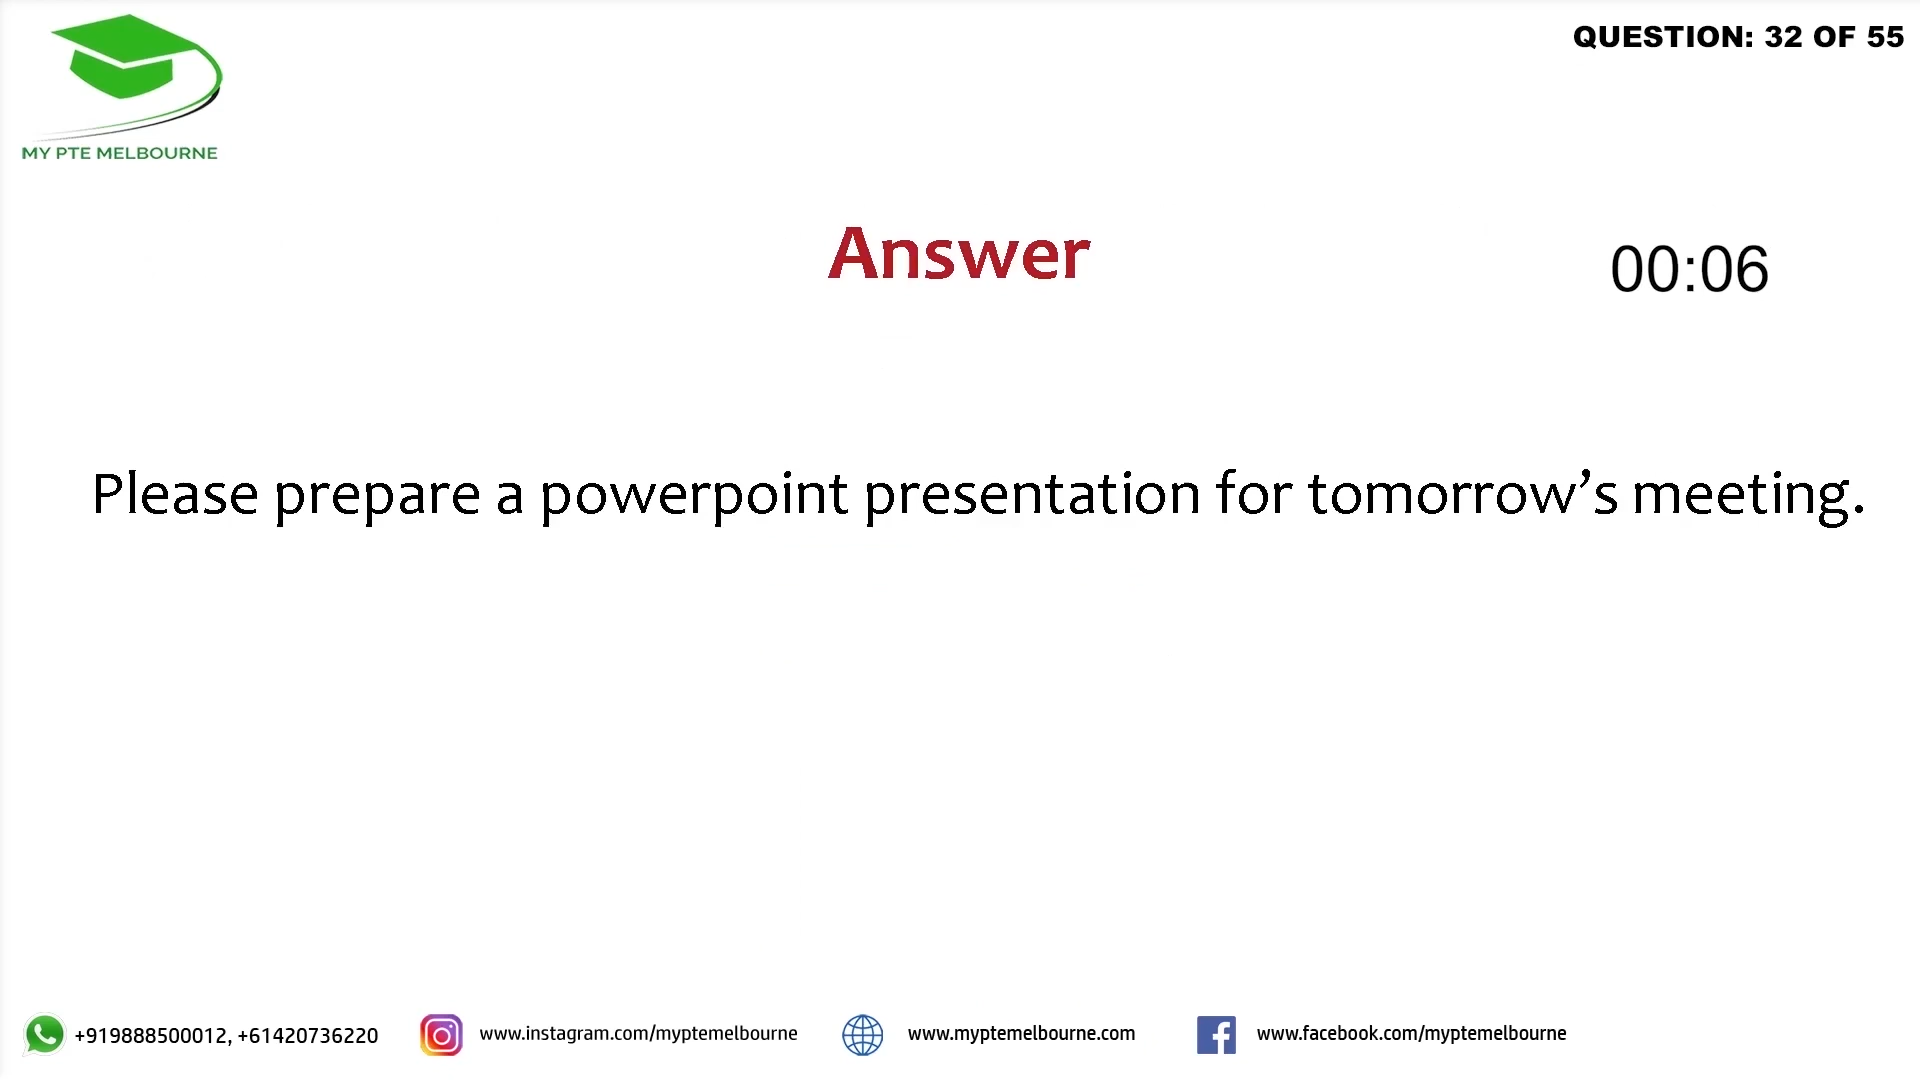 QUESTION: 32 OF 55
MY PTE MELBOURNE
Answer
00:06
Please prepare a powerpoint presentation for tomorrow’s meeting.
+919888500012, +61420736220 www.instagram.com/myptemelbourne www.myptemelbourne.com www.facebook.com/myptemelbourne